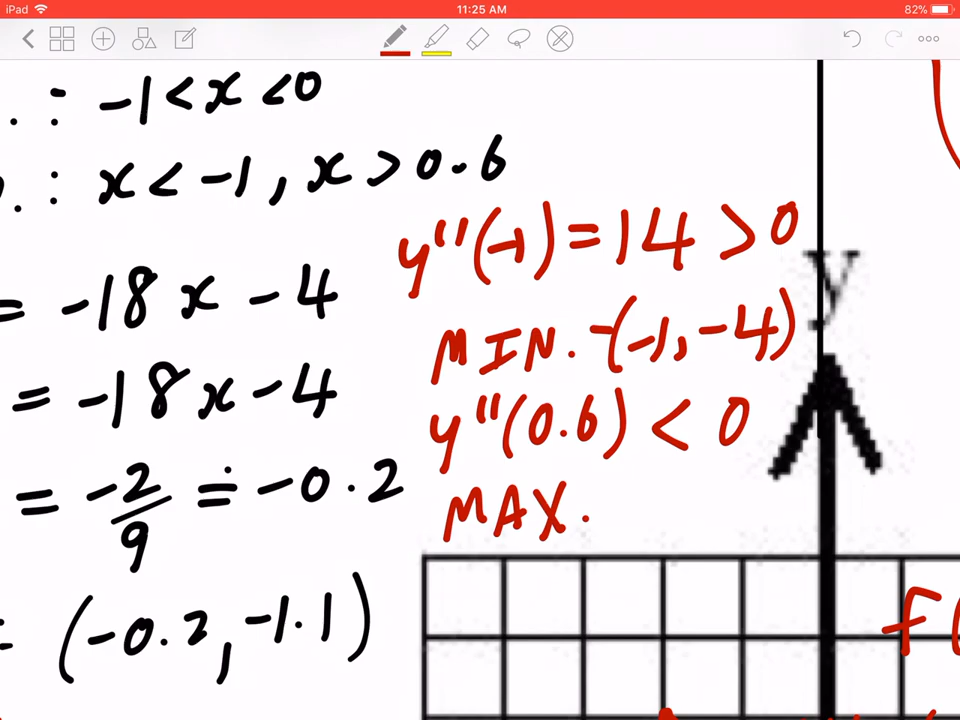 iPad 11:25 AM 82%
. : -1 < x < 0
. : x < -1, x > 0.6
y''(-1) = 14 > 0
= -18x - 4
MIN. -(-1, -4)
y
= -18x - 4
y''(0.6) < 0
= -2/9 ≑ -0.2
MAX.
(-0.2, -1.1)
f(